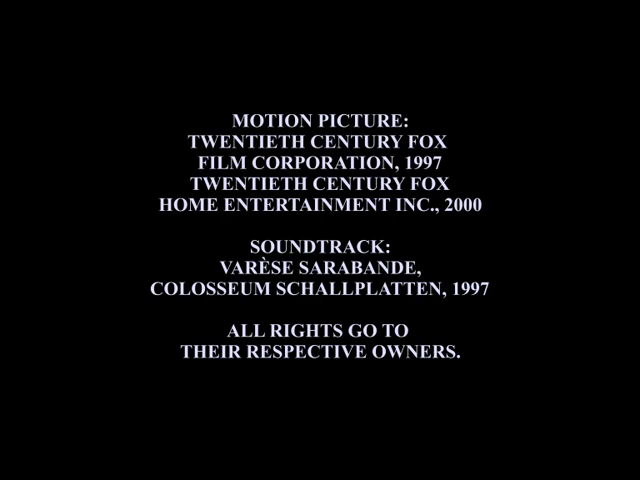 MOTION PICTURE:
TWENTIETH CENTURY FOX
FILM CORPORATION, 1997
TWENTIETH CENTURY FOX
HOME ENTERTAINMENT INC., 2000
SOUNDTRACK:
VARÈSE SARABANDE,
COLOSSEUM SCHALLPLATTEN, 1997
ALL RIGHTS GO TO
THEIR RESPECTIVE OWNERS.